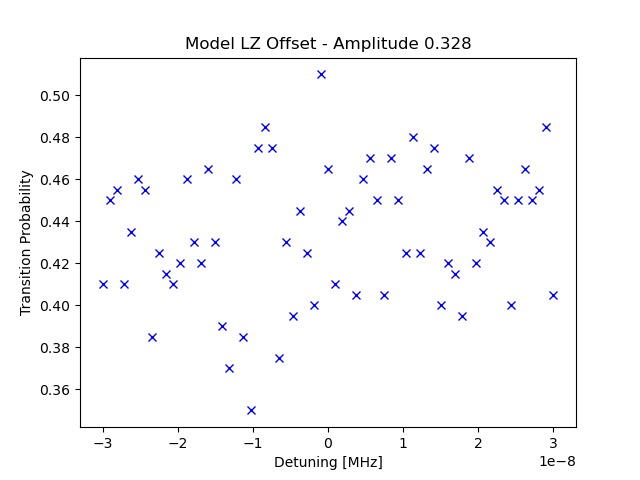 Model LZ Offset - Amplitude 0.328
Transition Probability
0.50
0.48
0.46
0.44
0.42
0.40
0.38
0.36
−3 −2 −1 0 1 2 3
1e−8
Detuning [MHz]